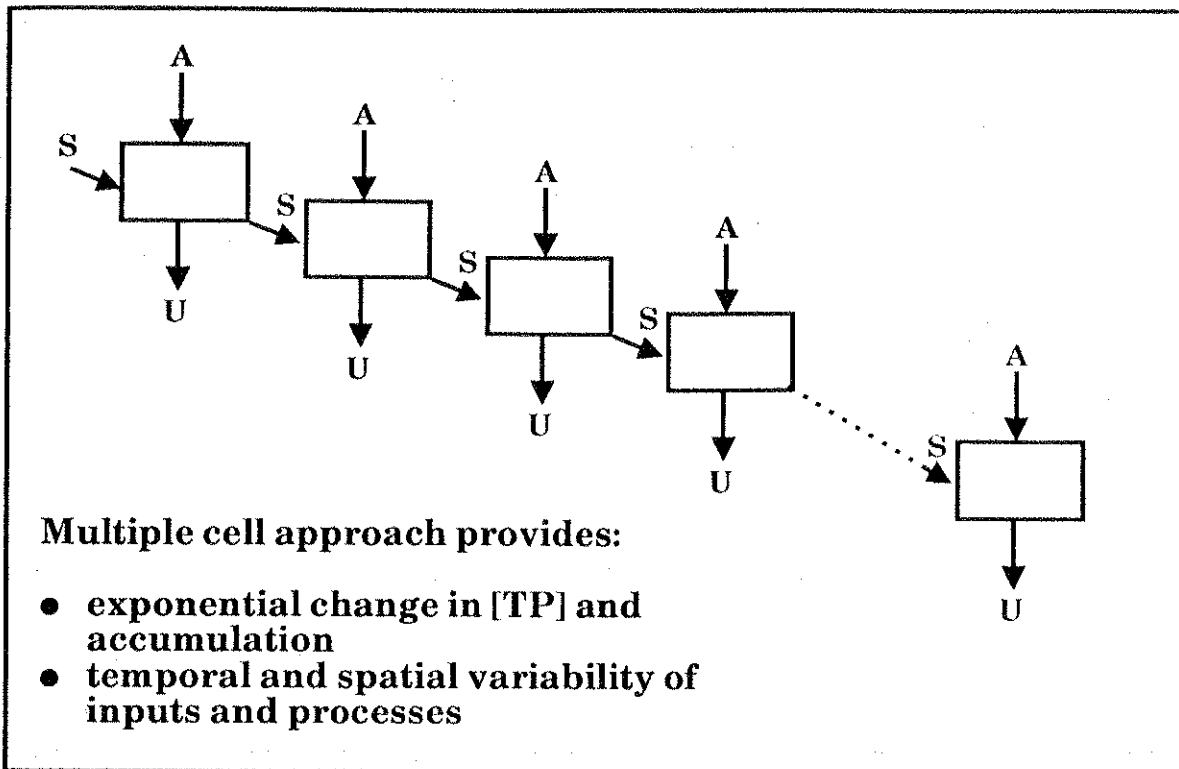 A
A
S
A
S
A
S
U
S
A
U
S
U
U
Multiple cell approach provides:
U
● exponential change in [TP] and
accumulation
● temporal and spatial variability of
inputs and processes